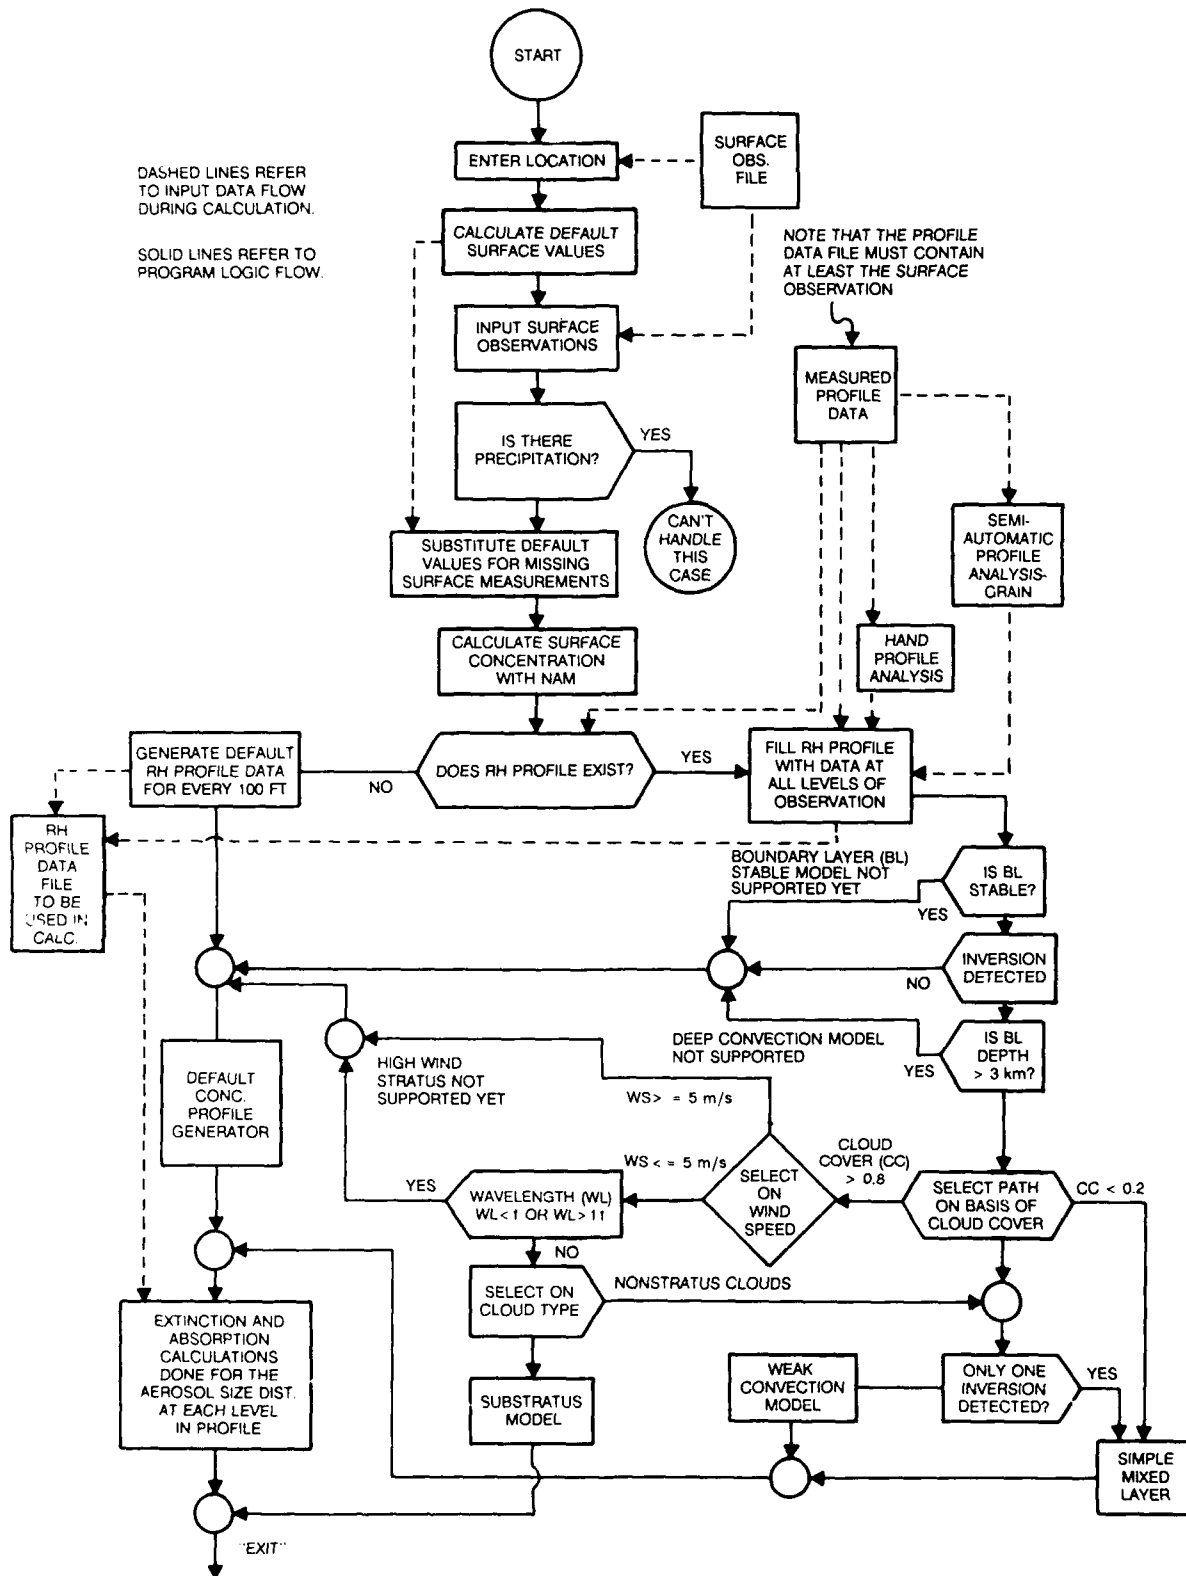 START
ENTER LOCATION
SURFACE
OBS.
FILE
DASHED LINES REFER
TO INPUT DATA FLOW
DURING CALCULATION.
SOLID LINES REFER TO
PROGRAM LOGIC FLOW.
CALCULATE DEFAULT
SURFACE VALUES
NOTE THAT THE PROFILE
DATA FILE MUST CONTAIN
AT LEAST THE SURFACE
OBSERVATION
INPUT SURFACE
OBSERVATIONS
MEASURED
PROFILE
DATA
IS THERE
PRECIPITATION?
YES
CAN'T
HANDLE
THIS
CASE
SUBSTITUTE DEFAULT
VALUES FOR MISSING
SURFACE MEASUREMENTS
SEMI-
AUTOMATIC
PROFILE
ANALYSIS-
GRAIN
CALCULATE SURFACE
CONCENTRATION
WITH NAM
HAND
PROFILE
ANALYSIS
GENERATE DEFAULT
RH PROFILE DATA
FOR EVERY 100 FT
NO
DOES RH PROFILE EXIST?
YES
FILL RH PROFILE
WITH DATA AT
ALL LEVELS OF
OBSERVATION
RH
PROFILE
DATA
FILE
TO BE
USED IN
CALC.
BOUNDARY LAYER (BL)
STABLE MODEL NOT
SUPPORTED YET
IS BL
STABLE?
YES
INVERSION
DETECTED
NO
DEEP CONVECTION MODEL
NOT SUPPORTED
IS BL
DEPTH
> 3 km?
YES
HIGH WIND
STRATUS NOT
SUPPORTED YET
DEFAULT
CONC.
PROFILE
GENERATOR
WS> = 5 m/s
WS < = 5 m/s
CLOUD
COVER (CC)
> 0.8
YES
WAVELENGTH (WL)
WL<1 OR WL>11
SELECT
ON
WIND
SPEED
SELECT PATH
ON BASIS OF
CLOUD COVER
CC < 0.2
NO
SELECT ON
CLOUD TYPE
NONSTRATUS CLOUDS
EXTINCTION AND
ABSORPTION
CALCULATIONS
DONE FOR THE
AEROSOL SIZE DIST.
AT EACH LEVEL
IN PROFILE
SUBSTRATUS
MODEL
WEAK
CONVECTION
MODEL
ONLY ONE
INVERSION
DETECTED?
YES
SIMPLE
MIXED
LAYER
"EXIT"